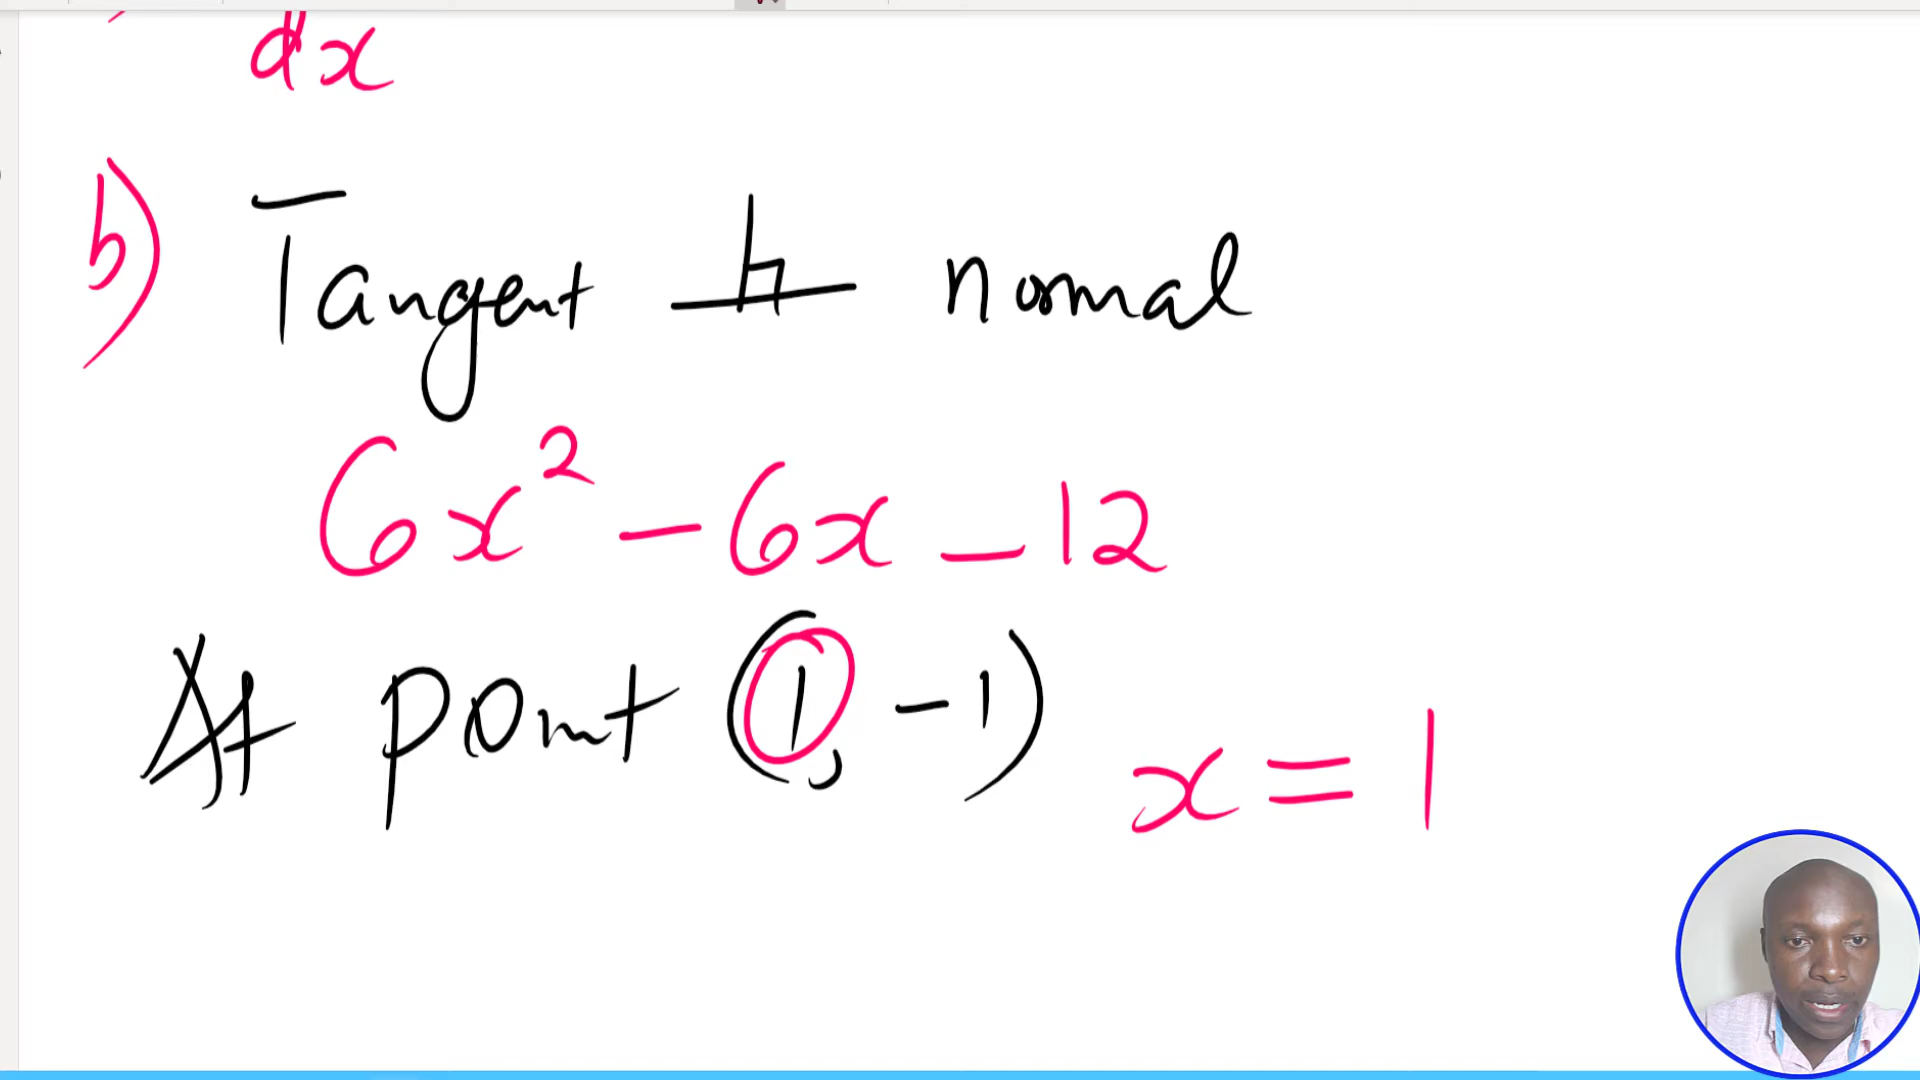 dx
b) Tangent ⊥ normal
6x² - 6x - 12
At point (1, -1)
x = 1